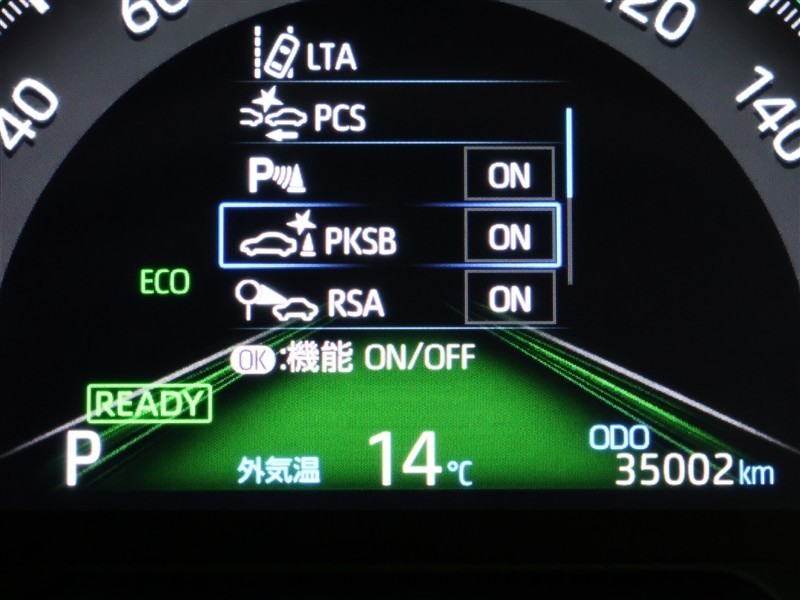 40
60
120
140
LTA
PCS
P ON
PKSB ON
RSA ON
ECO
OK :機能 ON/OFF
READY
P
外気温 14℃
ODO
35002km